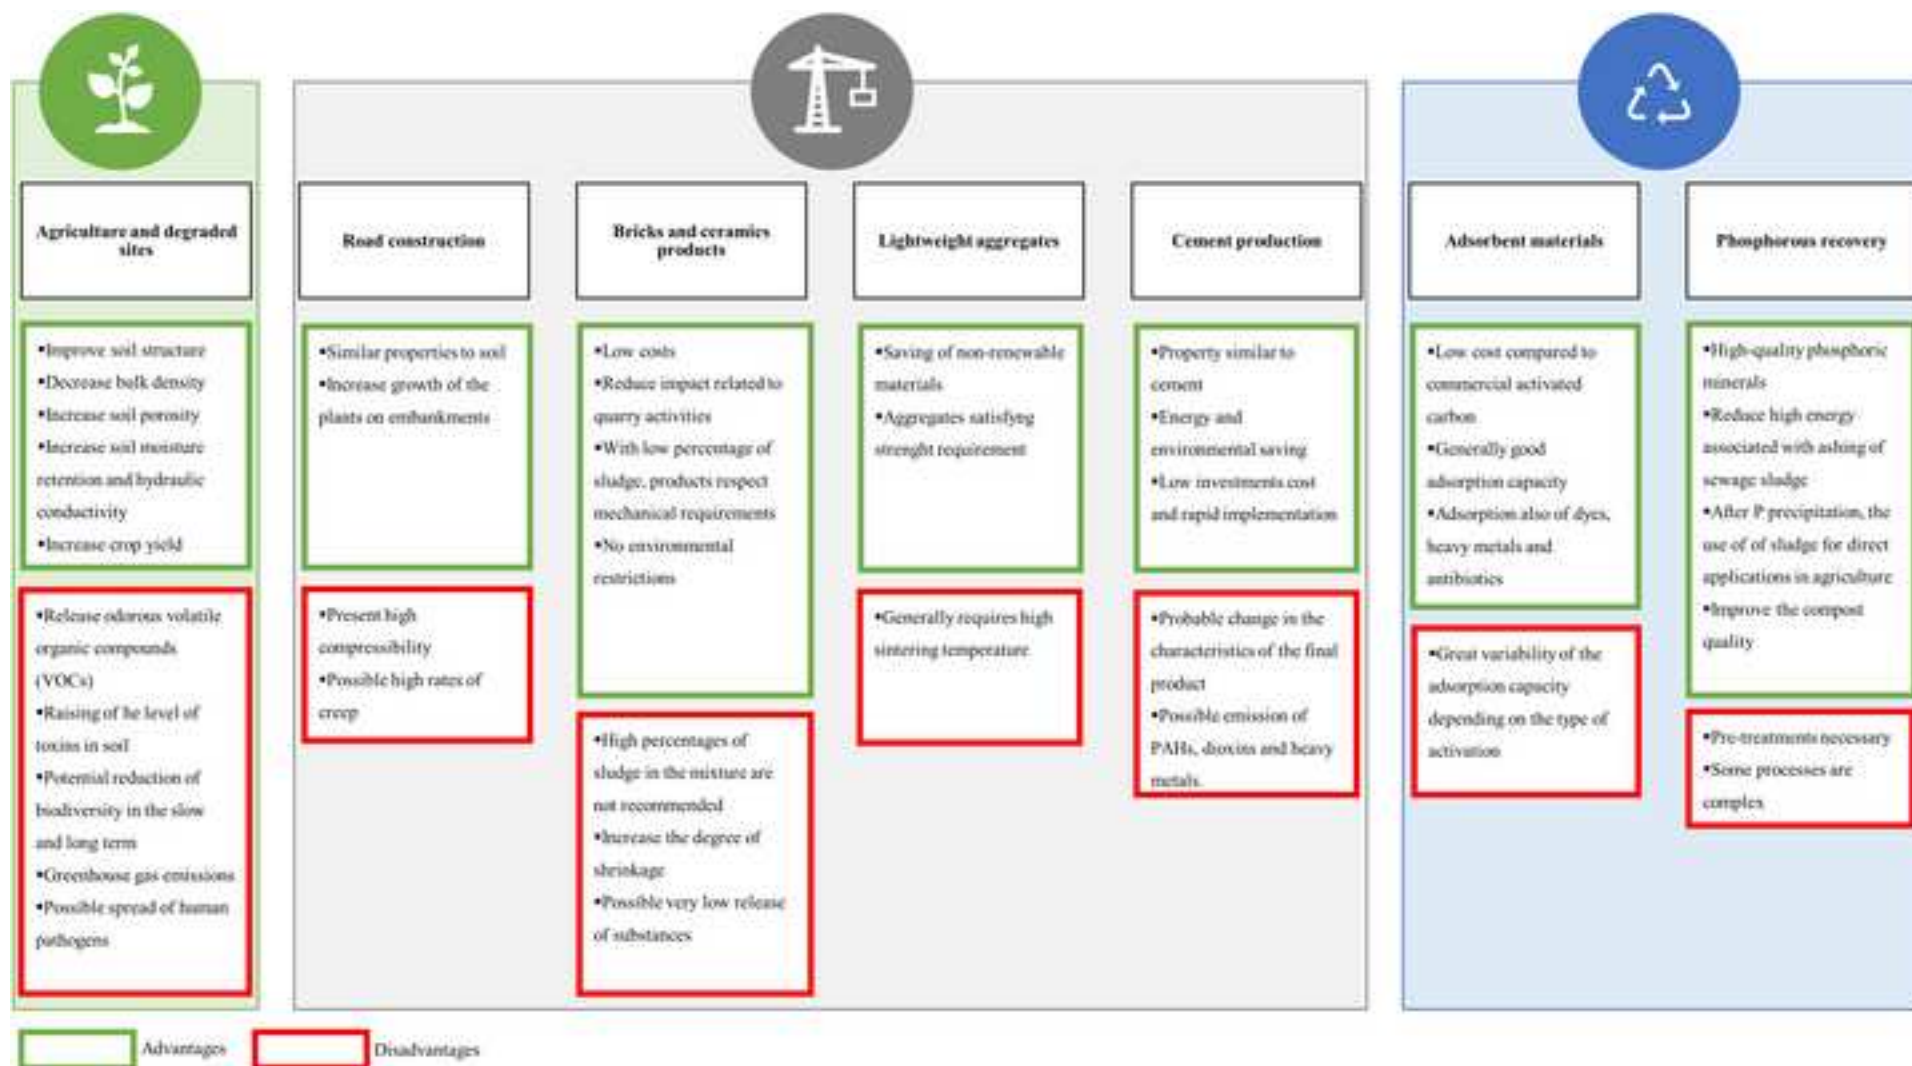 Agriculture and degraded
sites
•Improve soil structure
•Decrease bulk density
•Increase soil porosity
•Increase soil moisture
retention and hydraulic
conductivity
•Increase crop yield
•Release odorous volatile
organic compounds
(VOCs)
•Raising of he level of
toxins in soil
•Potential reduction of
biodiversity in the slow
and long term
•Greenhouse gas emissions
•Possible spread of human
pathogens
Road construction
•Similar properties to soil
•Increase growth of the
plants on embankments
•Present high
compressibility
•Possible high rates of
creep
Bricks and ceramics
products
•Low costs
•Reduce impact related to
quarry activities
•With low percentage of
sludge, products respect
mechanical requirements
•No environmental
restrictions
•High percentages of
sludge in the mixture are
not recommended
•Increase the degree of
shrinkage
•Possible very low release
of substances
Lightweight aggregates
•Saving of non-renewable
materials
•Aggregates satisfyng
strenght requirement
•Generally requires high
sintering temperature
Cement production
•Property similar to
cement
•Energy and
environmental saving
•Low investments cost
and rapid implementation
•Probable change in the
characteristics of the final
product
•Possible emission of
PAHs, dioxins and heavy
metals.
Adsorbent materials
•Low cost compared to
commercial activated
carbon
•Generally good
adsorption capacity
•Adsorption also of dyes,
heavy metals and
antibiotics
•Great variability of the
adsorption capacity
depending on the type of
activation
Phosphorous recovery
•High-quality phosphoric
minerals
•Reduce high energy
associated with ashing of
sewage sludge
•After P precipitation, the
use of of sludge for direct
applications in agriculture
•Improve the compost
quality
•Pre-treatments necessary
•Some processes are
complex
Advantages
Disadvantages